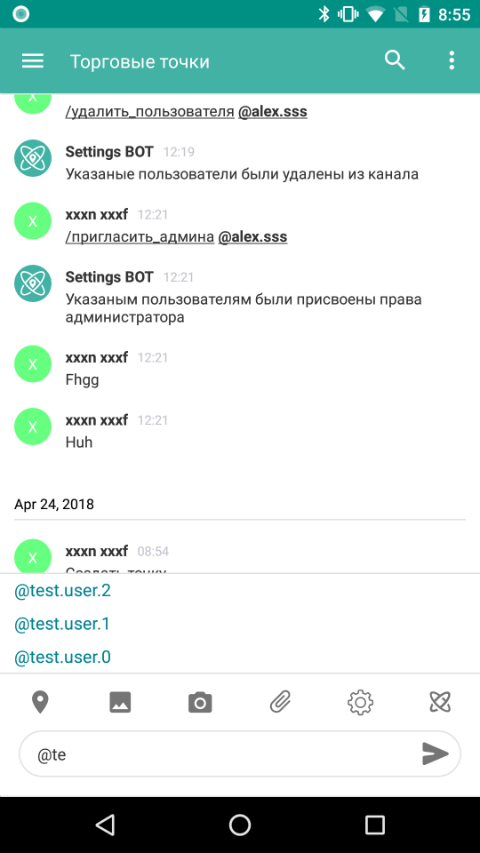 8:55
Торговые точки
X
/удалить_пользователя @alex.sss
Settings BOT 12:19
Указаные пользователи были удалены из канала
xxxn xxxf 12:21
X
/пригласить_админа @alex.sss
Settings BOT 12:21
Указаным пользователям были присвоены права
администратора
xxxn xxxf 12:21
X
Fhgg
xxxn xxxf 12:21
X
Huh
Apr 24, 2018
xxxn xxxf 08:54
X
Создать точку
@test.user.2
@test.user.1
@test.user.0
@te